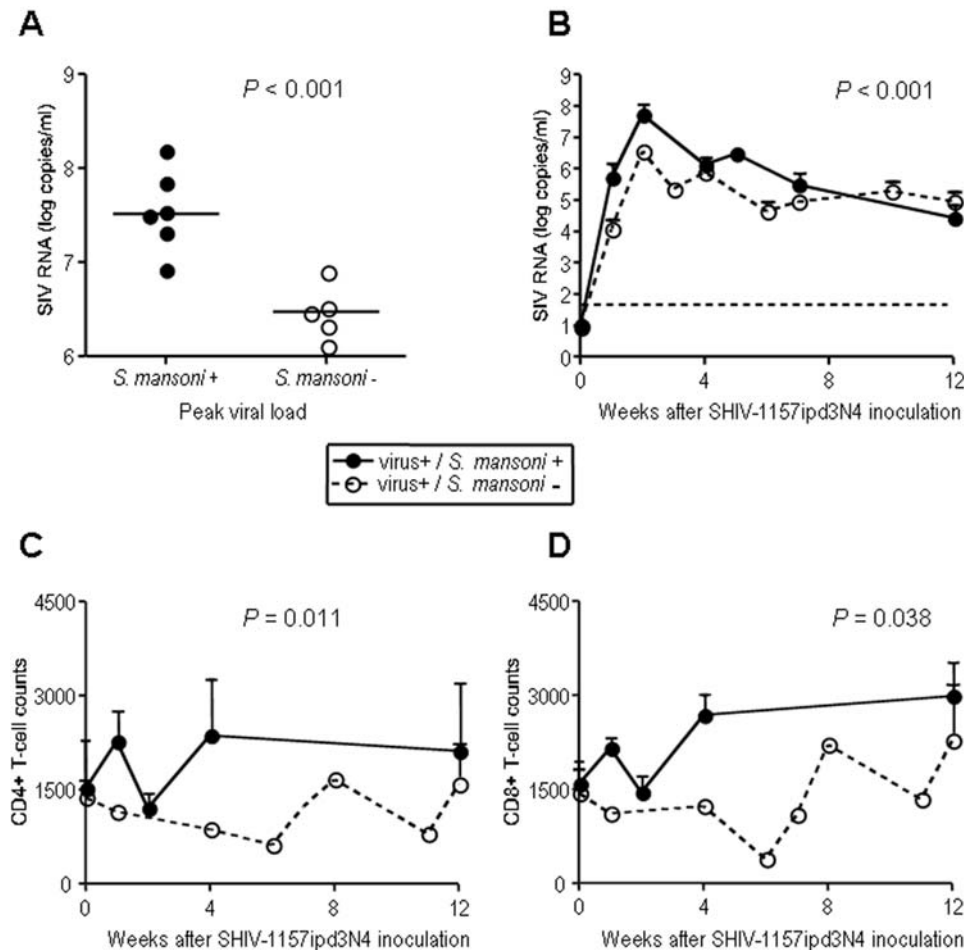 A
P < 0.001
9
8
7
6
SIV RNA (log copies/ml)
S. mansoni +
S. mansoni -
Peak viral load
B
P < 0.001
9
8
7
6
5
4
3
2
1
0
SIV RNA (log copies/ml)
0
4
8
12
Weeks after SHIV-1157ipd3N4 inoculation
virus+ / S. mansoni +
virus+ / S. mansoni -
C
P = 0.011
4500
3000
1500
0
CD4+ T-cell counts
0
4
8
12
Weeks after SHIV-1157ipd3N4 inoculation
D
P = 0.038
4500
3000
1500
0
CD8+ T-cell counts
0
4
8
12
Weeks after SHIV-1157ipd3N4 inoculation